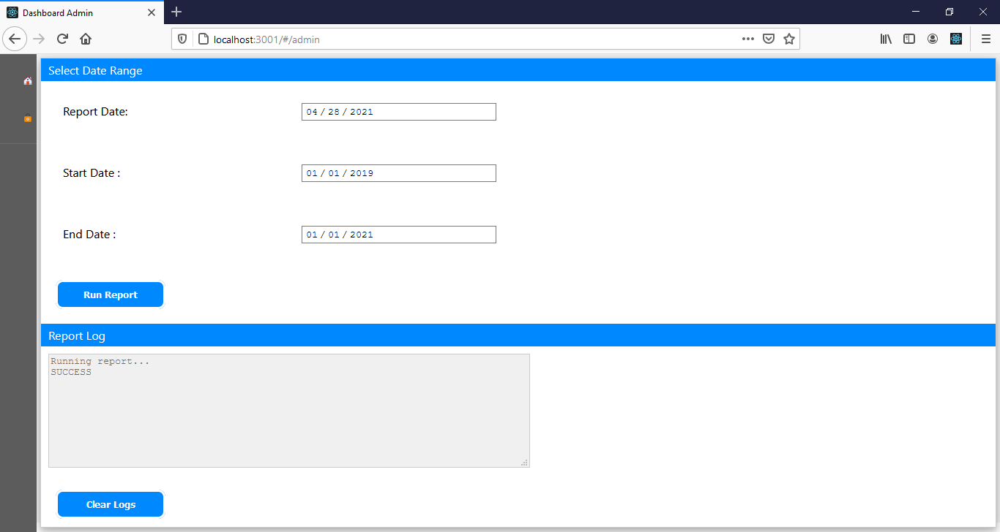 Dashboard Admin
localhost:3001/#/admin
Select Date Range
Report Date:
04 / 28 / 2021
Start Date :
01 / 01 / 2019
End Date :
01 / 01 / 2021
Run Report
Report Log
Running report...
SUCCESS
Clear Logs